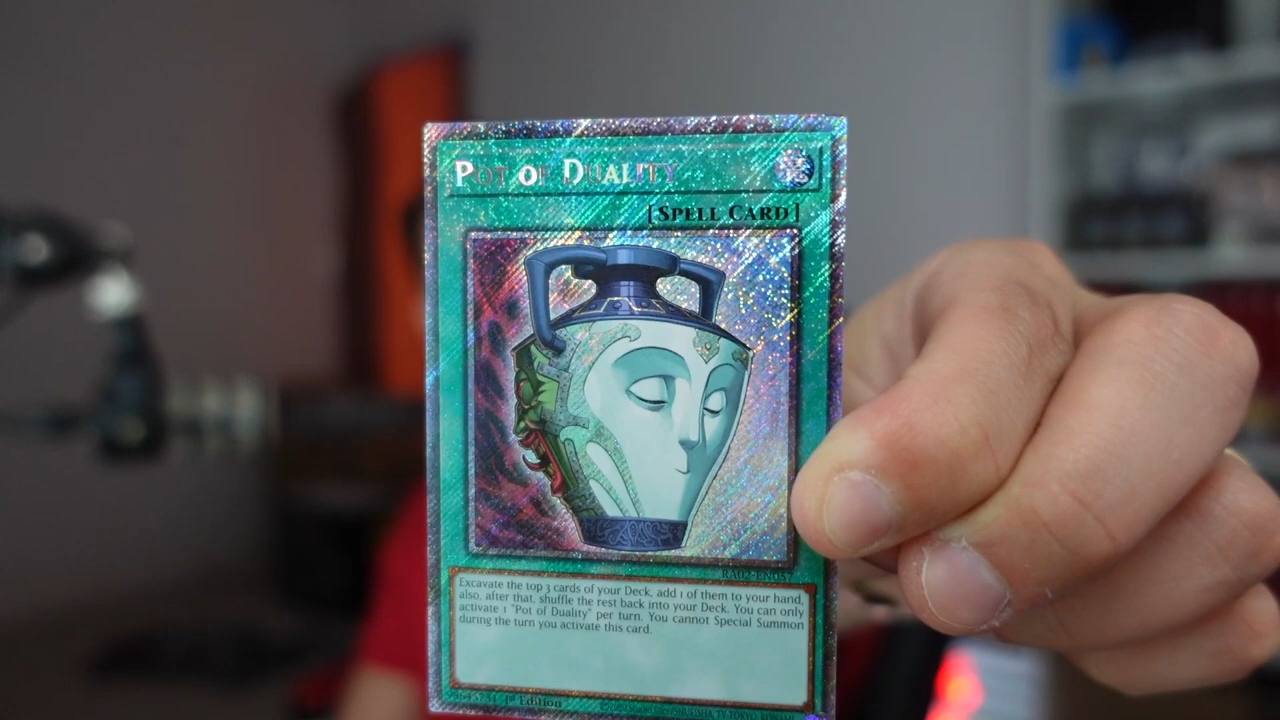 Pot of Duality
[Spell Card]
RA02-EN057
Excavate the top 3 cards of your Deck, add 1 of them to your hand,
also, after that, shuffle the rest back into your Deck. You can only
activate 1 "Pot of Duality" per turn. You cannot Special Summon
during the turn you activate this card.
1st Edition